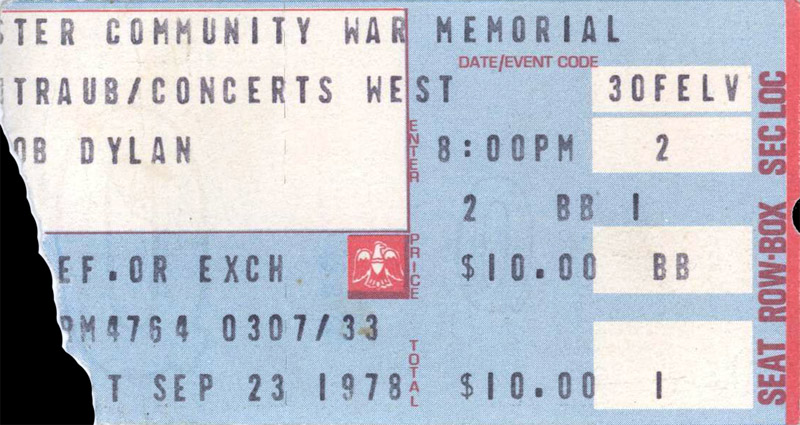 STER COMMUNITY WAR MEMORIAL
DATE/EVENT CODE
TRAUB/CONCERTS WEST 30FELV
OB DYLAN 8:00PM 2
ENTER
2 BB 1
PRICE
EF.OR EXCH $10.00 BB
RM4764 0307/33
TOTAL
T SEP 23 1978 $10.00 1
SEC LOC
ROW-BOX
SEAT